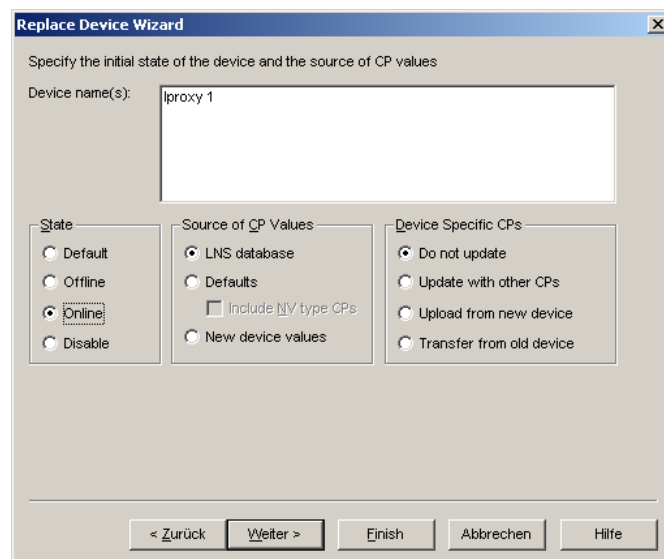 Replace Device Wizard
Specify the initial state of the device and the source of CP values
Device name(s):
lproxy 1
State
Default
Offline
Online
Disable
Source of CP Values
LNS database
Defaults
Include NV type CPs
New device values
Device Specific CPs
Do not update
Update with other CPs
Upload from new device
Transfer from old device
< Zurück
Weiter >
Finish
Abbrechen
Hilfe